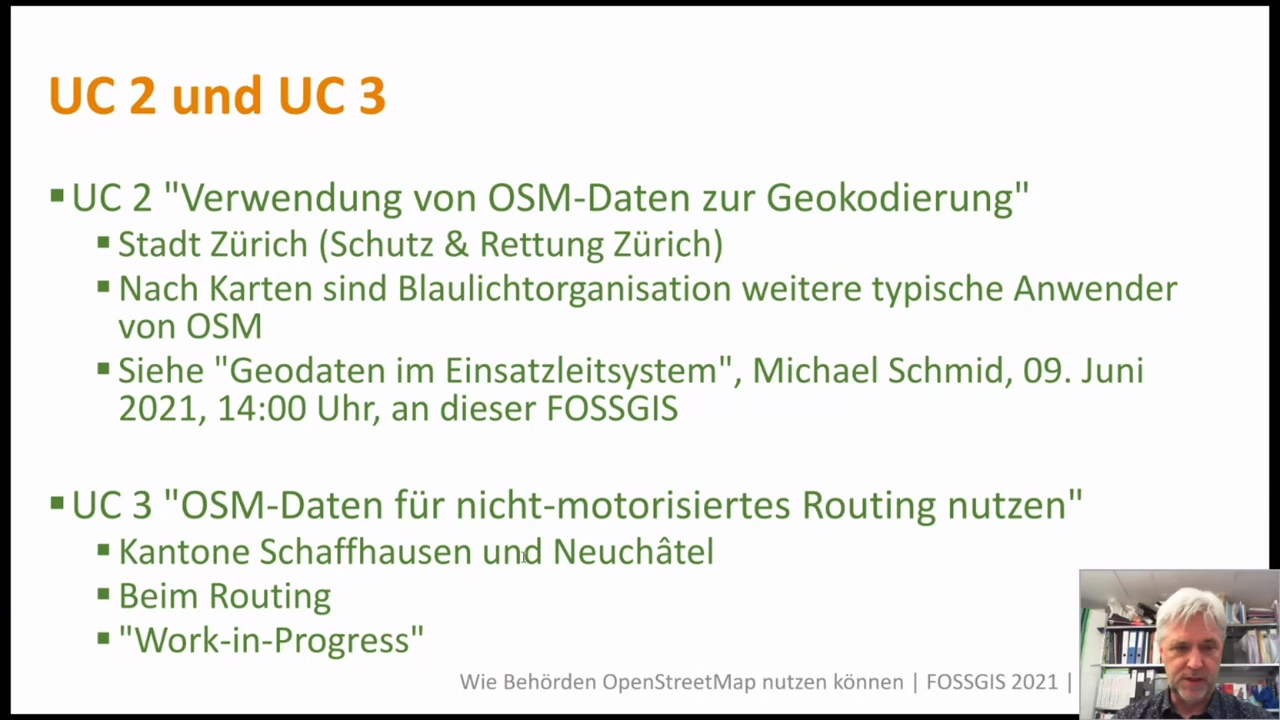 UC 2 und UC 3
UC 2 "Verwendung von OSM-Daten zur Geokodierung"
Stadt Zürich (Schutz & Rettung Zürich)
Nach Karten sind Blaulichtorganisation weitere typische Anwender
von OSM
Siehe "Geodaten im Einsatzleitsystem", Michael Schmid, 09. Juni
2021, 14:00 Uhr, an dieser FOSSGIS
UC 3 "OSM-Daten für nicht-motorisiertes Routing nutzen"
Kantone Schaffhausen und Neuchâtel
Beim Routing
"Work-in-Progress"
Wie Behörden OpenStreetMap nutzen können | FOSSGIS 2021 |